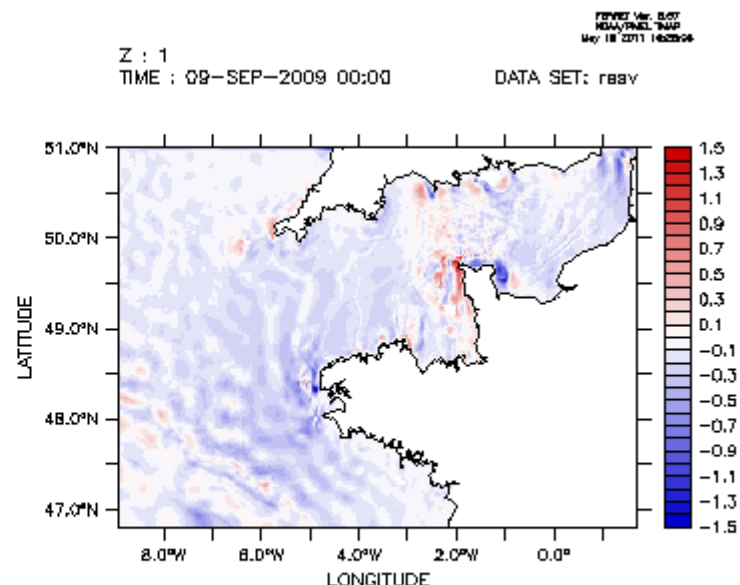 FERRET Ver. 6.67
NOAA/PMEL TMAP
Z : 1
TIME : 09-SEP-2009 00:00
DATA SET: rssv
51.0°N
50.0°N
49.0°N
48.0°N
47.0°N
LATITUDE
8.0°W 6.0°W 4.0°W 2.0°W 0.0°
LONGITUDE
1.5
1.3
1.1
0.9
0.7
0.5
0.3
0.1
-0.1
-0.3
-0.5
-0.7
-0.9
-1.1
-1.3
-1.5